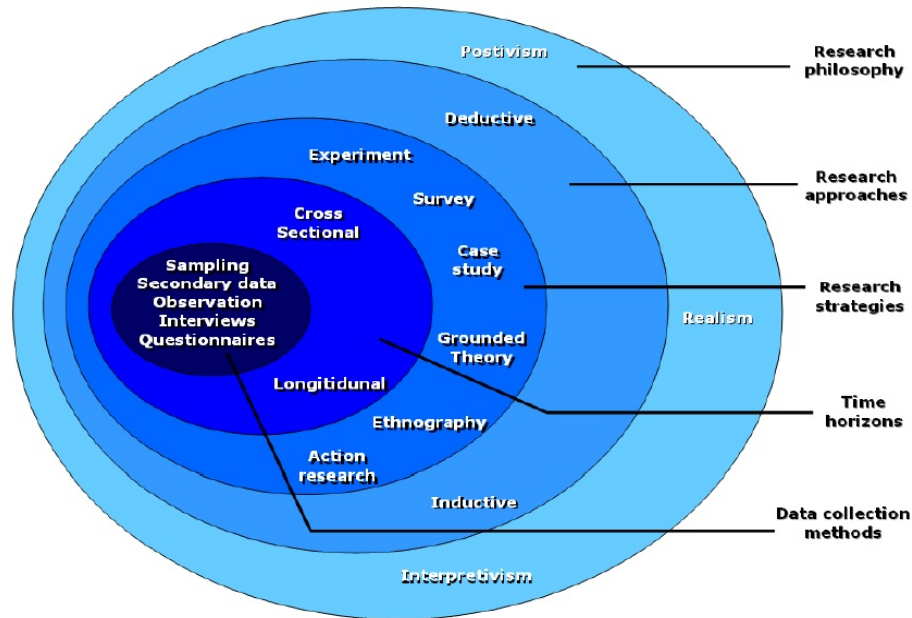 Postivism
Research
philosophy
Deductive
Experiment
Research
approaches
Survey
Cross
Sectional
Case
study
Sampling
Secondary data
Observation
Interviews
Questionnaires
Research
strategies
Realism
Grounded
Theory
Longitidunal
Time
horizons
Ethnography
Action
research
Inductive
Data collection
methods
Interpretivism